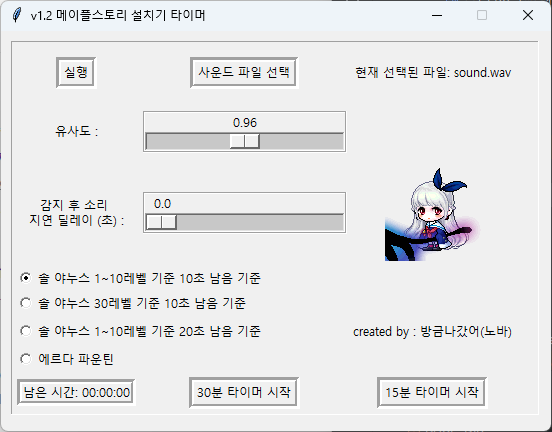 v1.2 메이플스토리 설치기 타이머
실행
사운드 파일 선택
현재 선택된 파일: sound.wav
유사도 :
0.96
감지 후 소리
지연 딜레이 (초) :
0.0
솔 야누스 1~10레벨 기준 10초 남음 기준
솔 야누스 30레벨 기준 10초 남음 기준
솔 야누스 1~10레벨 기준 20초 남음 기준
에르다 파운틴
created by : 방금나갔어(노바)
남은 시간: 00:00:00
30분 타이머 시작
15분 타이머 시작